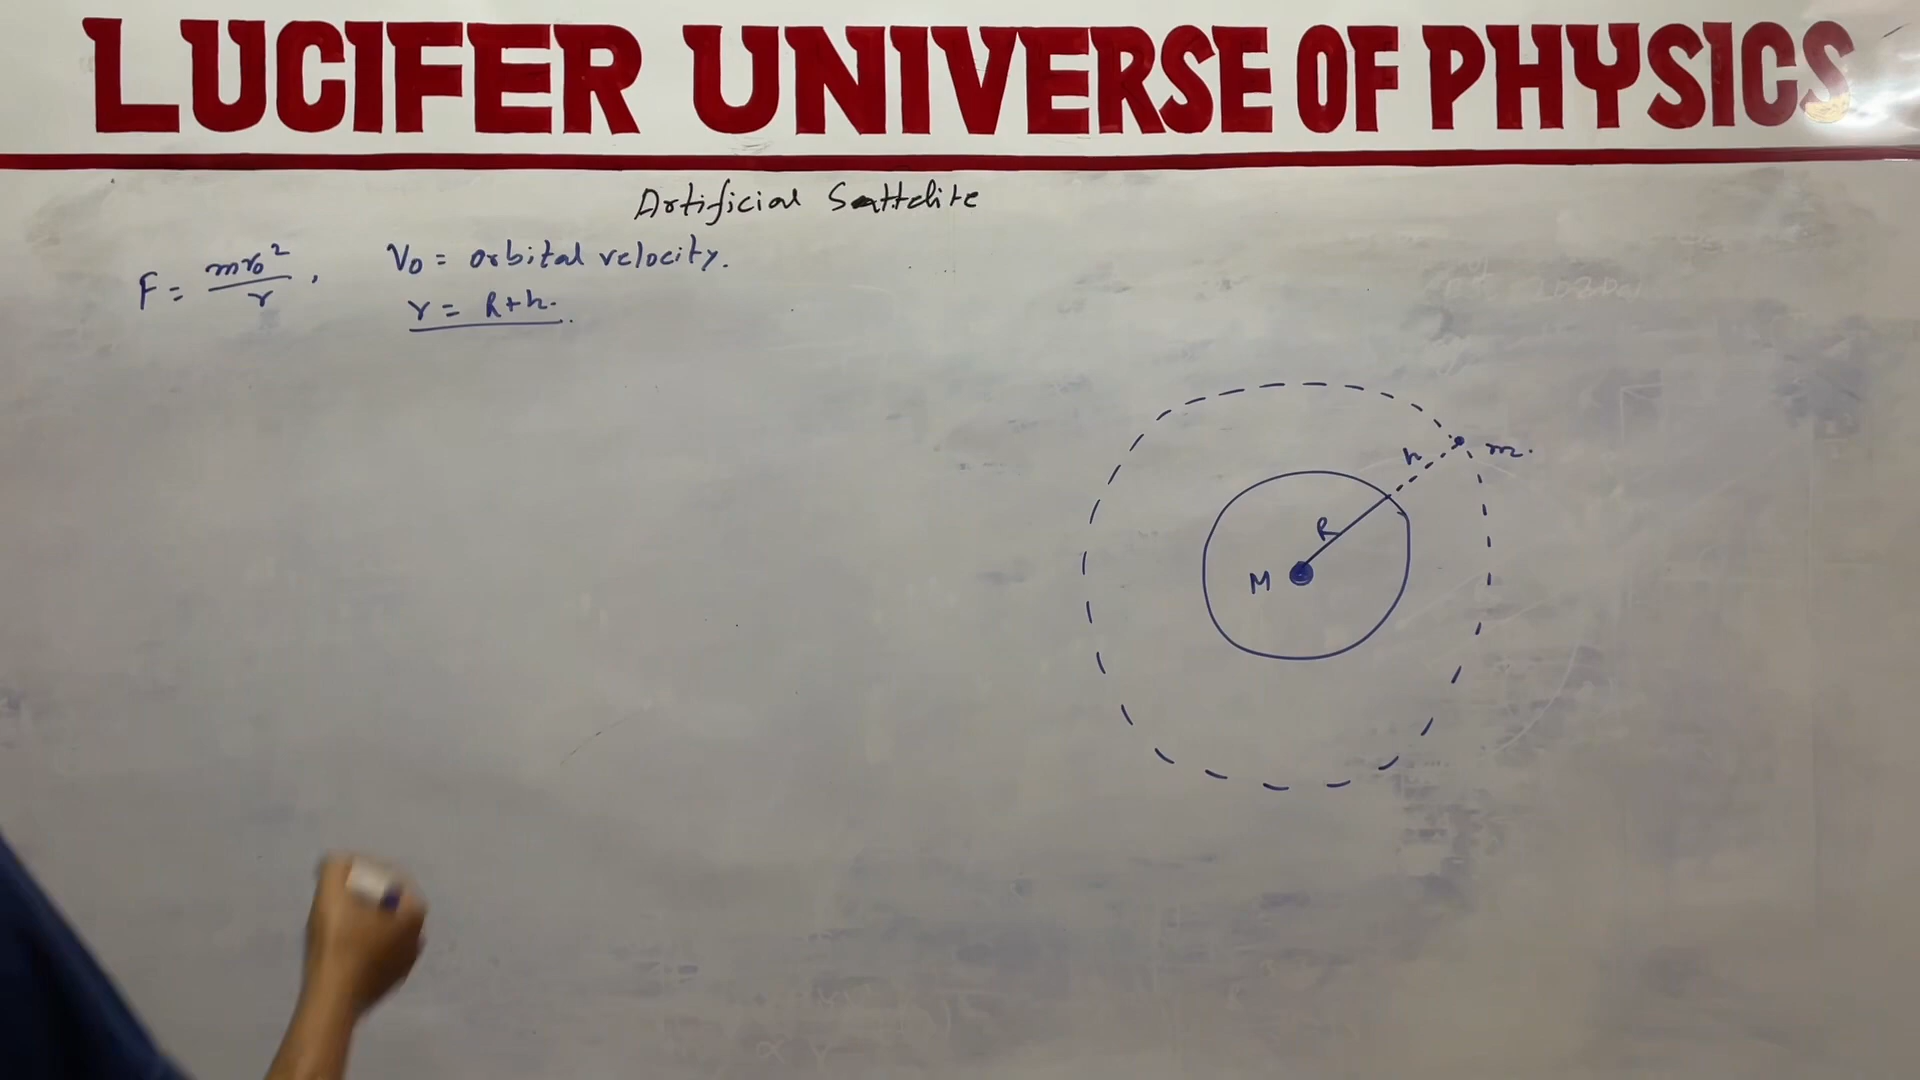 LUCIFER UNIVERSE OF PHYSICS
Artificial Sattelite
F = mv₀²/r , V₀ = orbital velocity.
r = R+h.
h
m.
R
M